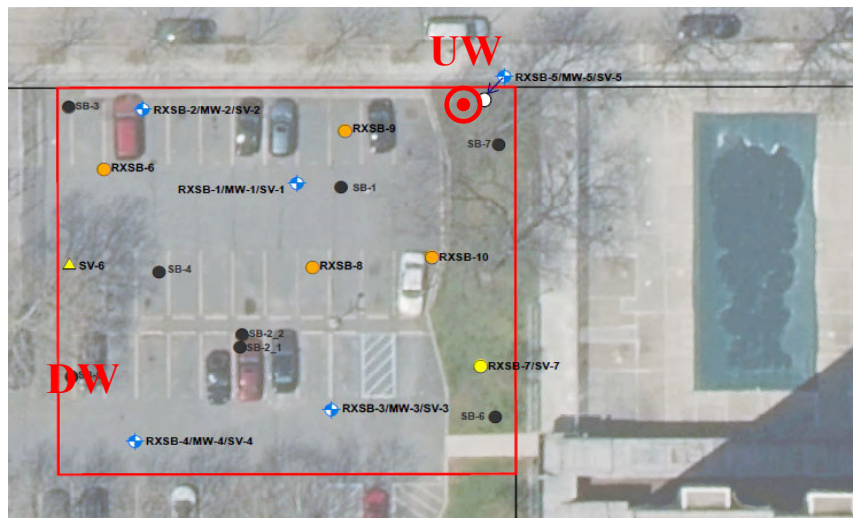 UW
RXSB-5/MW-5/SV-5
SB-3
RXSB-2/MW-2/SV-2
RXSB-9
SB-7
RXSB-6
RXSB-1/MW-1/SV-1
SB-1
SV-6
SB-4
RXSB-8
RXSB-10
SB-2_2
SB-2_1
DW
RXSB-7/SV-7
RXSB-3/MW-3/SV-3
SB-6
RXSB-4/MW-4/SV-4